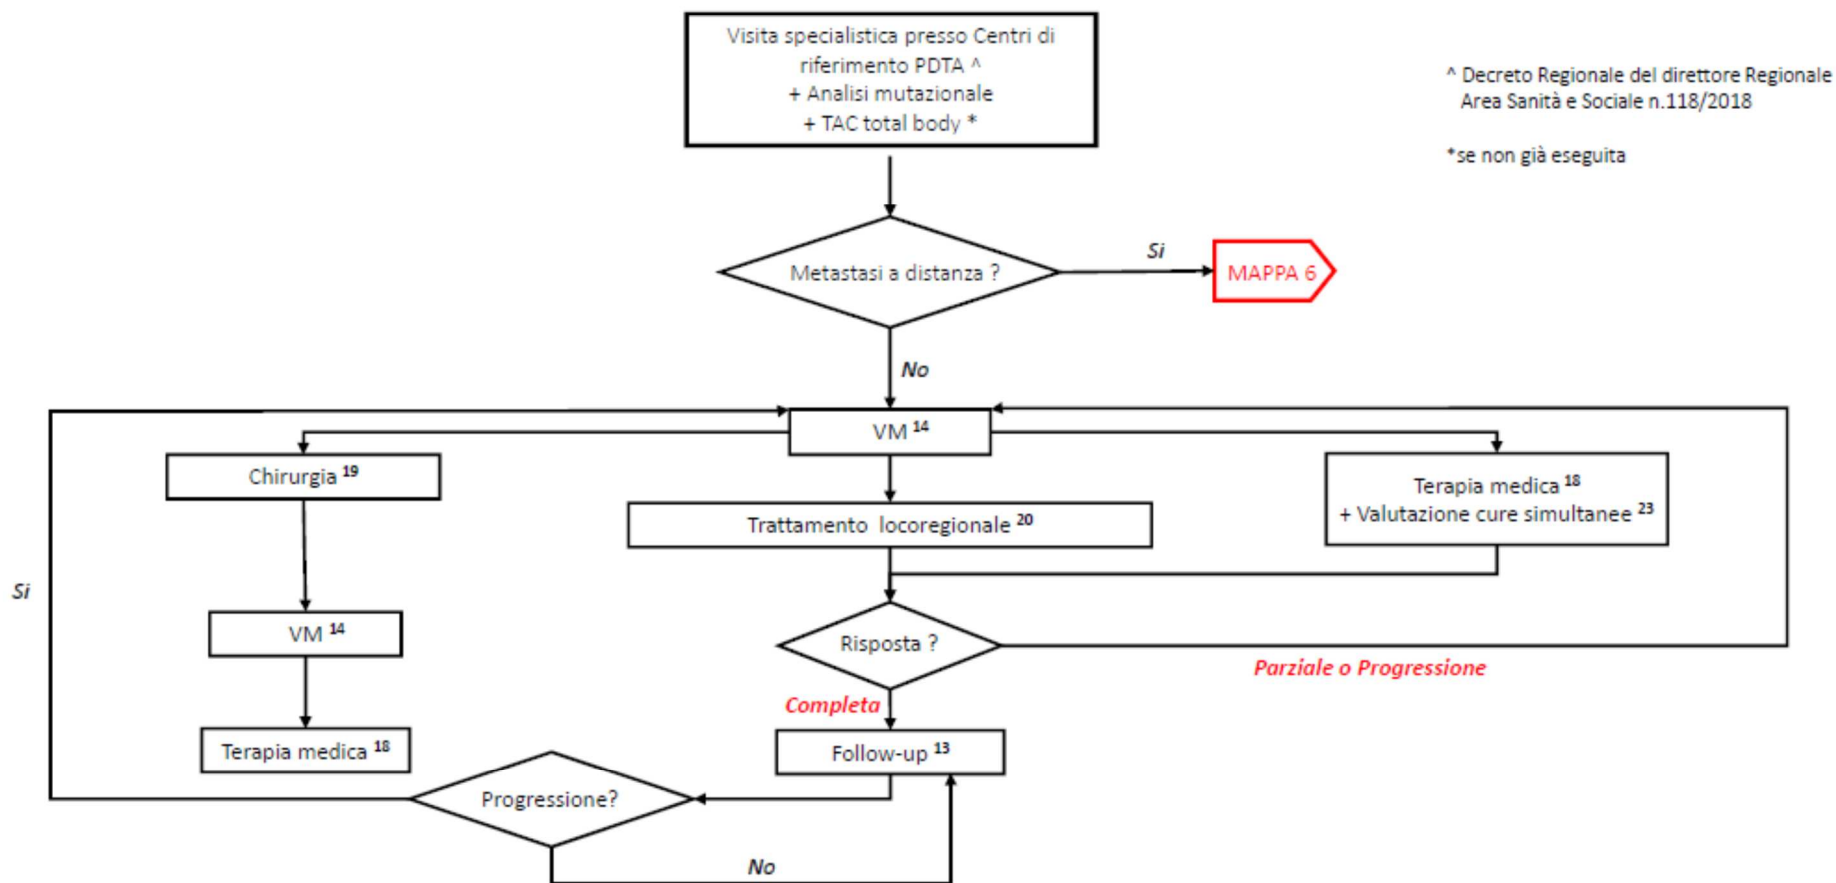 Visita specialistica presso Centri di
riferimento PDTA ^
+ Analisi mutazionale
+ TAC total body *
^ Decreto Regionale del direttore Regionale
Area Sanità e Sociale n.118/2018
*se non già eseguita
Metastasi a distanza ?
Si
MAPPA 6
No
VM 14
Chirurgia 19
Trattamento locoregionale 20
Terapia medica 18
+ Valutazione cure simultanee 23
Si
VM 14
Risposta ?
Parziale o Progressione
Completa
Terapia medica 18
Follow-up 13
Progressione?
No